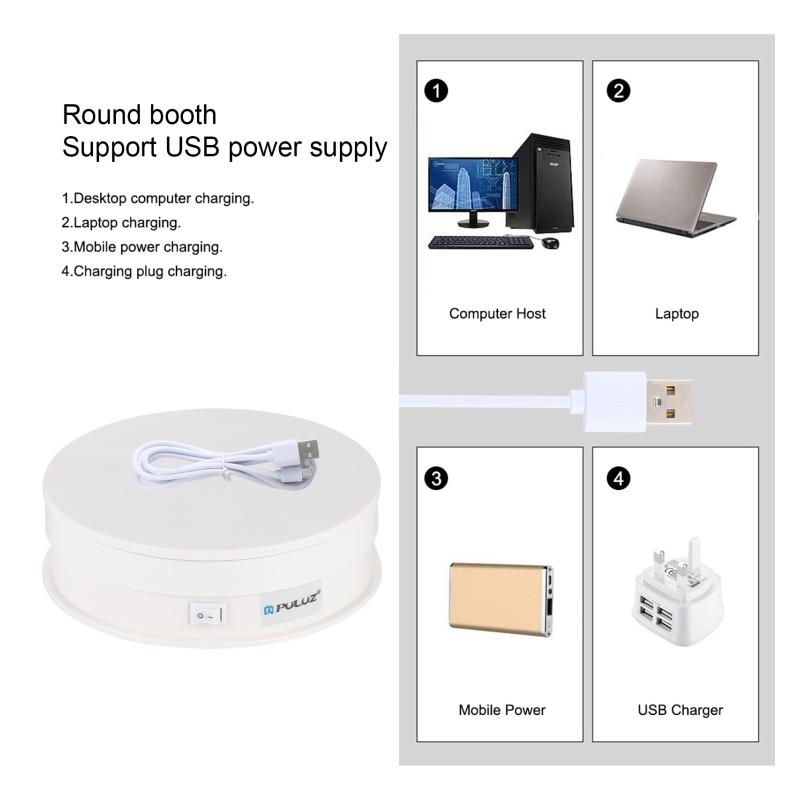 Round booth
Support USB power supply
1.Desktop computer charging.
2.Laptop charging.
3.Mobile power charging.
4.Charging plug charging.
1
2
acer
Computer Host
Laptop
PULUZ®
3
4
Mobile Power
USB Charger